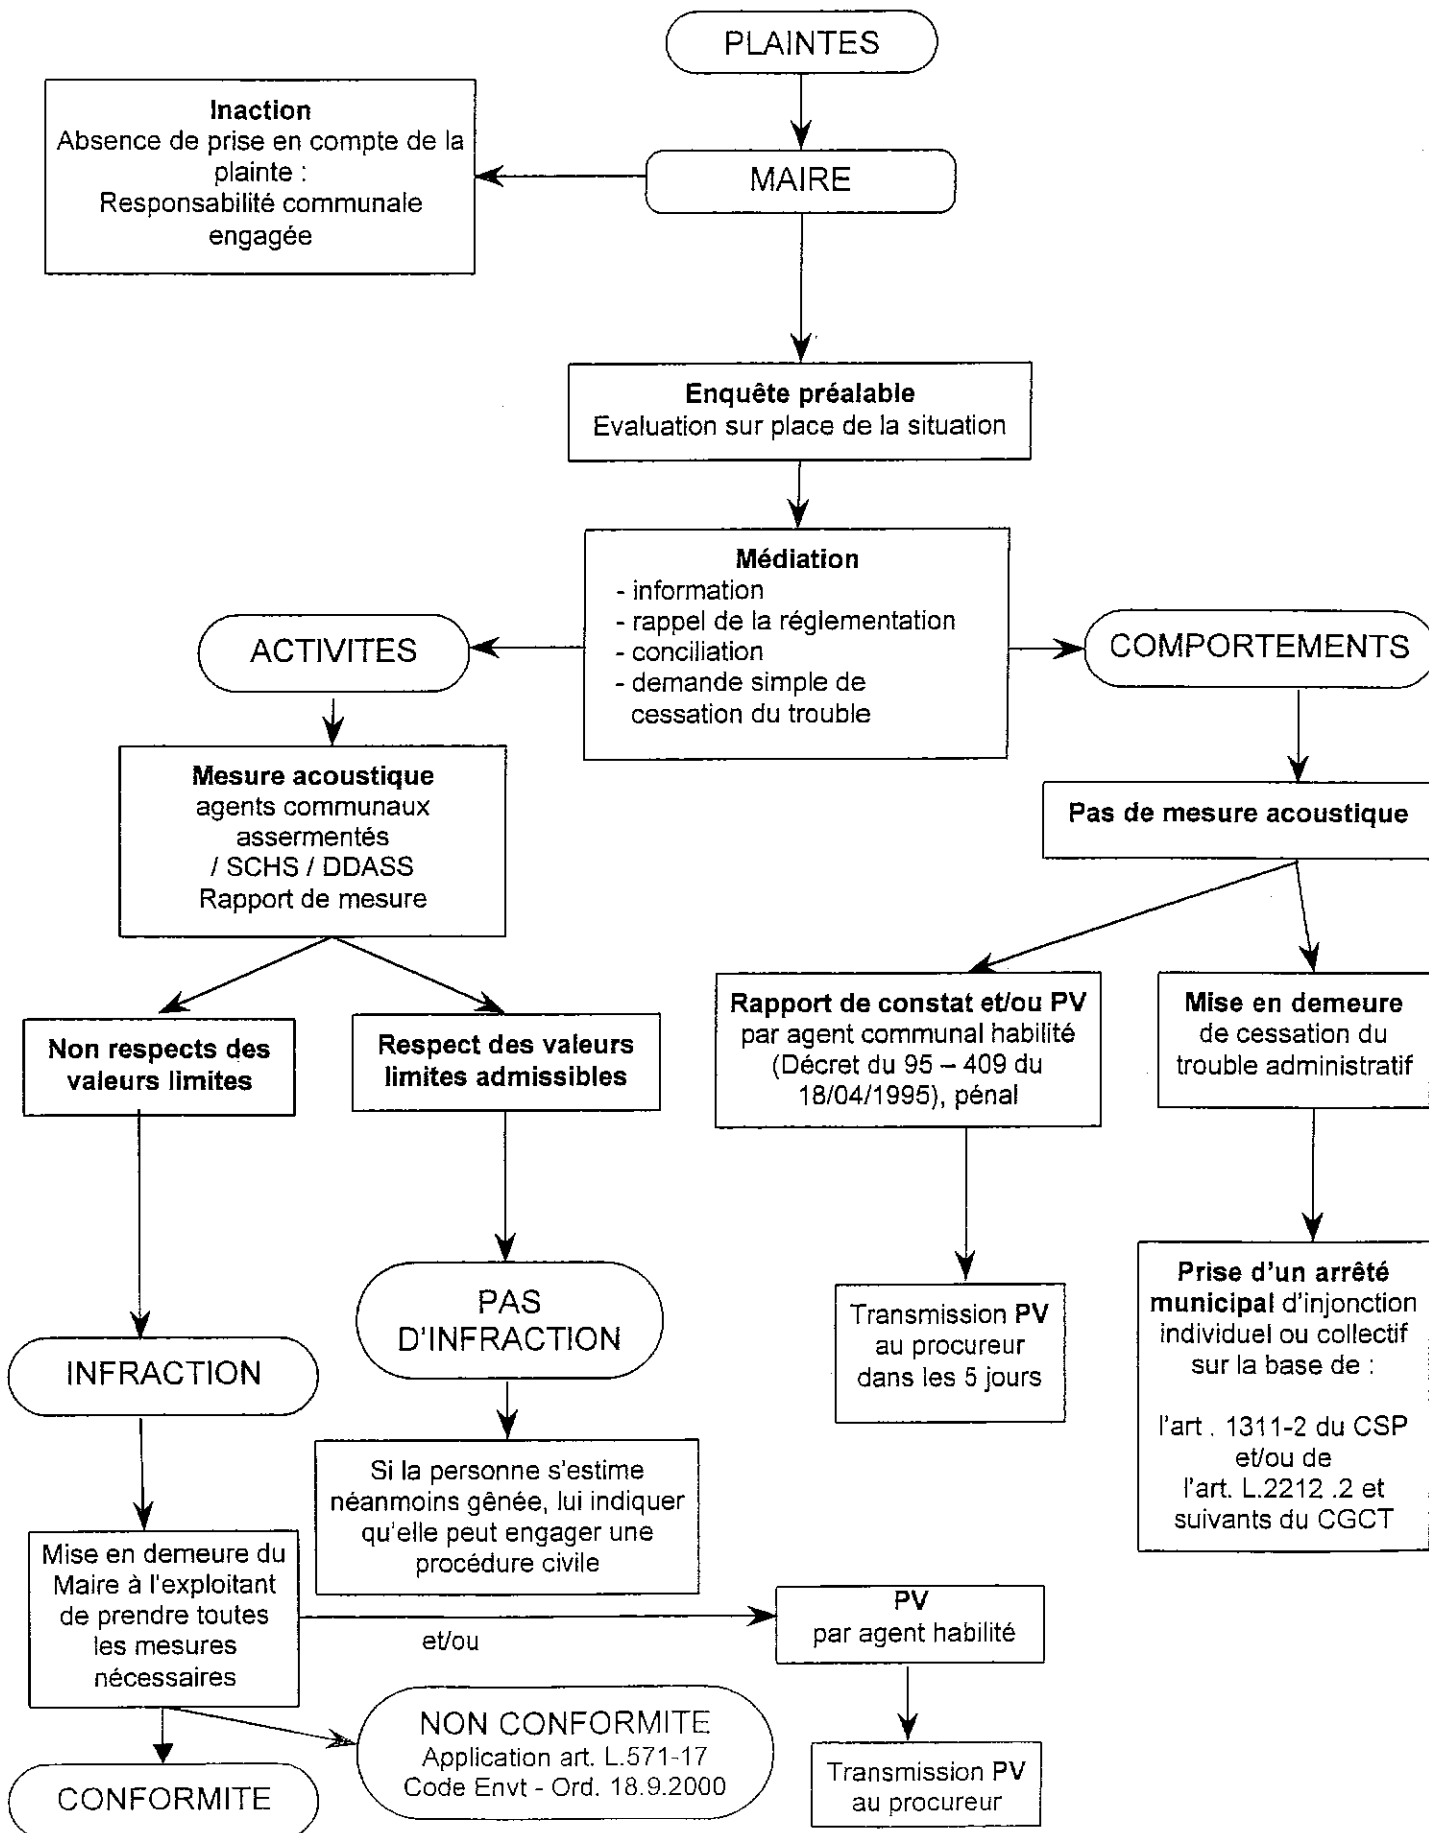 PLAINTES
Inaction
Absence de prise en compte de la
plainte :
Responsabilité communale
engagée
MAIRE
Enquête préalable
Evaluation sur place de la situation
Médiation
- information
- rappel de la réglementation
- conciliation
- demande simple de
cessation du trouble
ACTIVITES
COMPORTEMENTS
Mesure acoustique
agents communaux
assermentés
/ SCHS / DDASS
Rapport de mesure
Pas de mesure acoustique
Non respects des
valeurs limites
Respect des valeurs
limites admissibles
Rapport de constat et/ou PV
par agent communal habilité
(Décret du 95 – 409 du
18/04/1995), pénal
Mise en demeure
de cessation du
trouble administratif
INFRACTION
PAS
D'INFRACTION
Transmission PV
au procureur
dans les 5 jours
Prise d'un arrêté
municipal d'injonction
individuel ou collectif
sur la base de :
l'art . 1311-2 du CSP
et/ou de
l'art. L.2212 .2 et
suivants du CGCT
Si la personne s'estime
néanmoins gênée, lui indiquer
qu'elle peut engager une
procédure civile
Mise en demeure du
Maire à l'exploitant
de prendre toutes
les mesures
nécessaires
et/ou
PV
par agent habilité
NON CONFORMITE
Application art. L.571-17
Code Envt - Ord. 18.9.2000
CONFORMITE
Transmission PV
au procureur